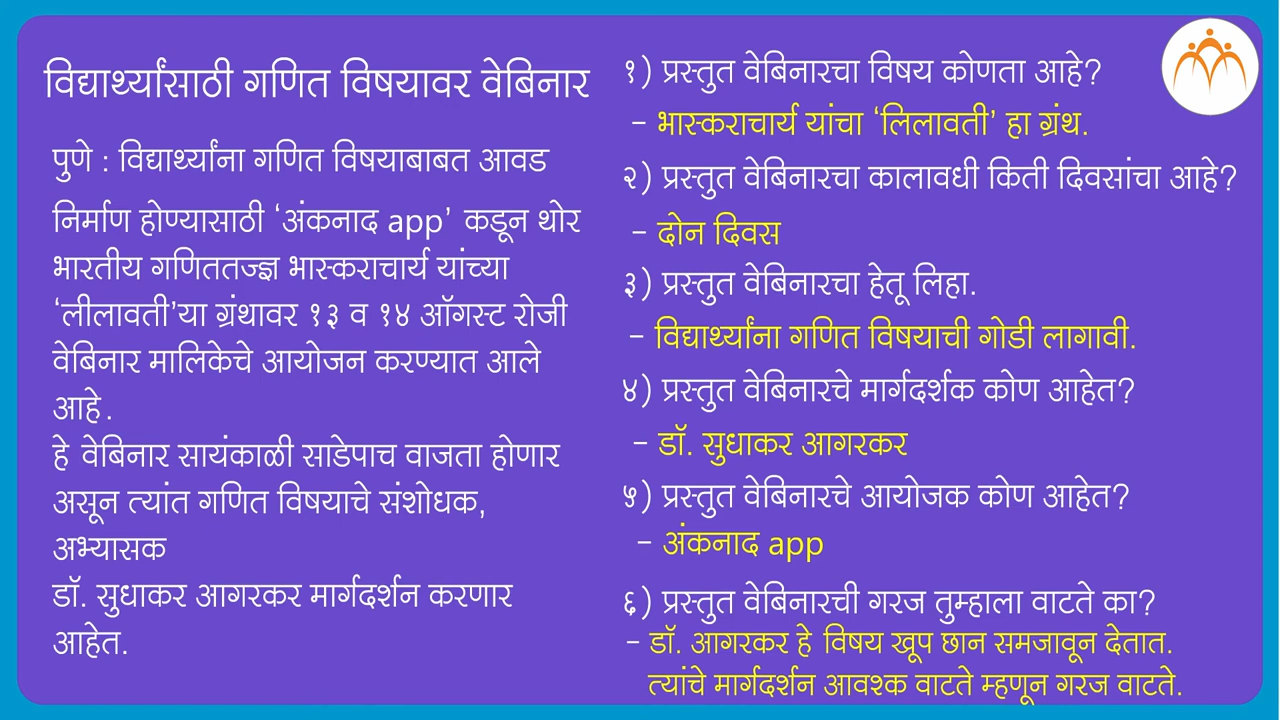 विद्यार्थ्यांसाठी गणित विषयावर वेबिनार
पुणे : विद्यार्थ्यांना गणित विषयाबाबत आवड
निर्माण होण्यासाठी ‘अंकनाद app’ कडून थोर
भारतीय गणिततज्ज्ञ भास्कराचार्य यांच्या
‘लीलावती’या ग्रंथावर १३ व १४ ऑगस्ट रोजी
वेबिनार मालिकेचे आयोजन करण्यात आले
आहे.
हे वेबिनार सायंकाळी साडेपाच वाजता होणार
असून त्यांत गणित विषयाचे संशोधक,
अभ्यासक
डॉ. सुधाकर आगरकर मार्गदर्शन करणार
आहेत.
१) प्रस्तुत वेबिनारचा विषय कोणता आहे?
- भास्कराचार्य यांचा ‘लिलावती’ हा ग्रंथ.
२) प्रस्तुत वेबिनारचा कालावधी किती दिवसांचा आहे?
- दोन दिवस
३) प्रस्तुत वेबिनारचा हेतू लिहा.
- विद्यार्थ्यांना गणित विषयाची गोडी लागावी.
४) प्रस्तुत वेबिनारचे मार्गदर्शक कोण आहेत?
- डॉ. सुधाकर आगरकर
५) प्रस्तुत वेबिनारचे आयोजक कोण आहेत?
- अंकनाद app
६) प्रस्तुत वेबिनारची गरज तुम्हाला वाटते का?
- डॉ. आगरकर हे विषय खूप छान समजावून देतात.
त्यांचे मार्गदर्शन आवश्क वाटते म्हणून गरज वाटते.